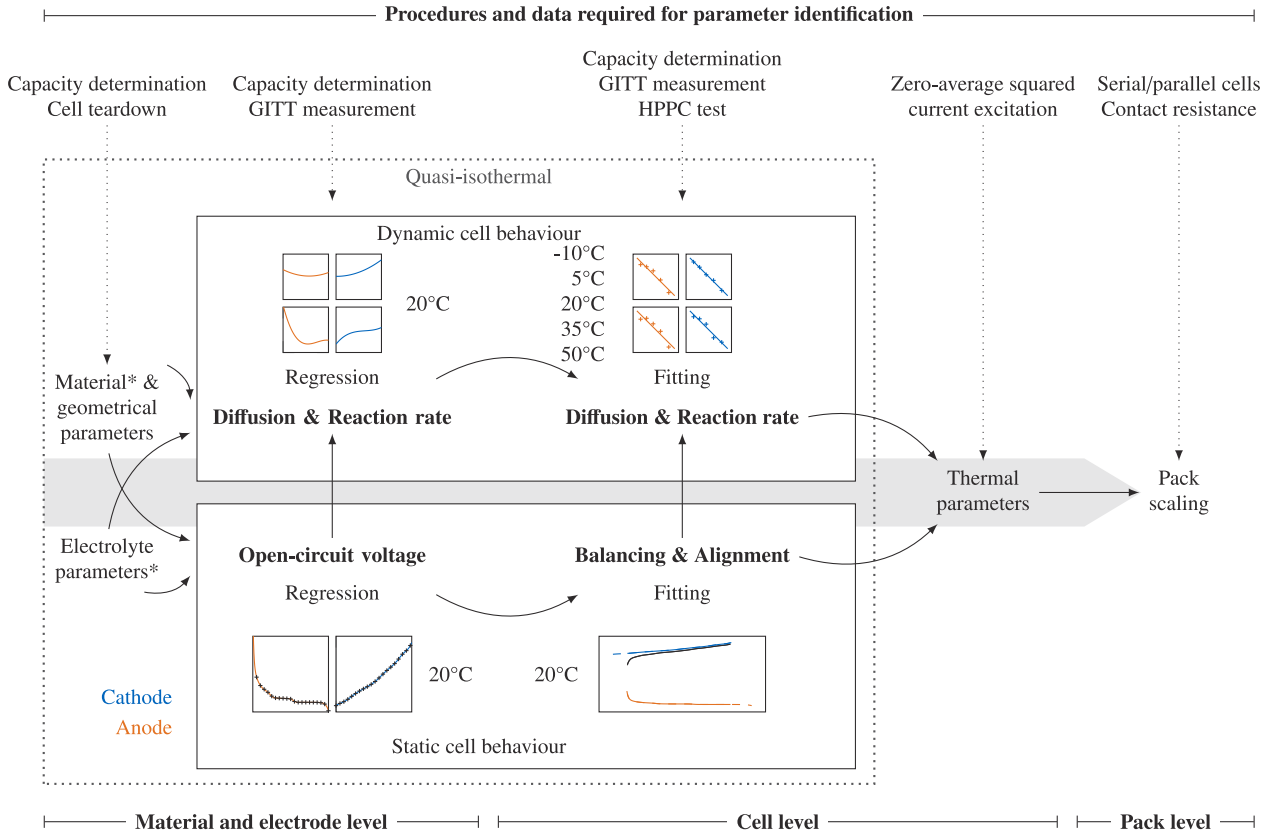 Procedures and data required for parameter identification
Capacity determination
Cell teardown
Capacity determination
GITT measurement
Capacity determination
GITT measurement
HPPC test
Zero-average squared
current excitation
Serial/parallel cells
Contact resistance
Quasi-isothermal
Dynamic cell behaviour
20°C
-10°C
5°C
20°C
35°C
50°C
Regression
Fitting
Material* &
geometrical
parameters
Diffusion & Reaction rate
Diffusion & Reaction rate
Thermal
parameters
Pack
scaling
Electrolyte
parameters*
Open-circuit voltage
Regression
Balancing & Alignment
Fitting
20°C
20°C
Cathode
Anode
Static cell behaviour
Material and electrode level
Cell level
Pack level